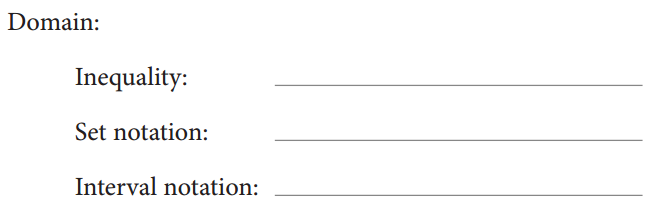 Domain:
Inequality:
Set notation:
Interval notation: